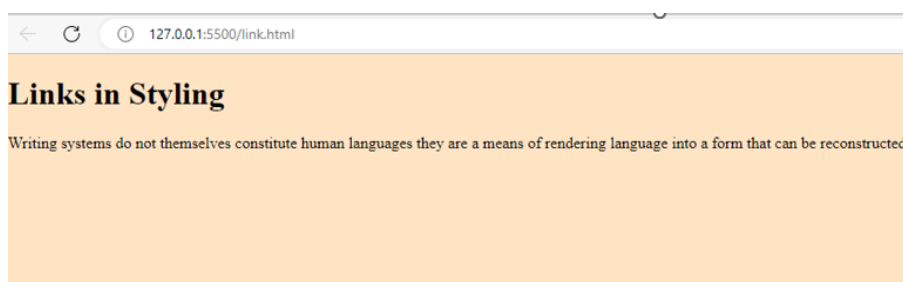 127.0.0.1:5500/link.html
Links in Styling
Writing systems do not themselves constitute human languages they are a means of rendering language into a form that can be reconstructed